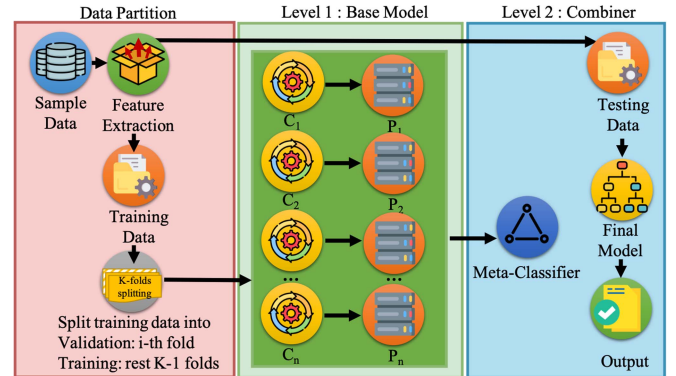 Data Partition
Level 1 : Base Model
Level 2 : Combiner
Sample
Data
Feature
Extraction
Training
Data
K-folds
splitting
Split training data into
Validation: i-th fold
Training: rest K-1 folds
C1
P1
C2
P2
... ...
Cn
Pn
Meta-Classifier
Testing
Data
Final
Model
Output